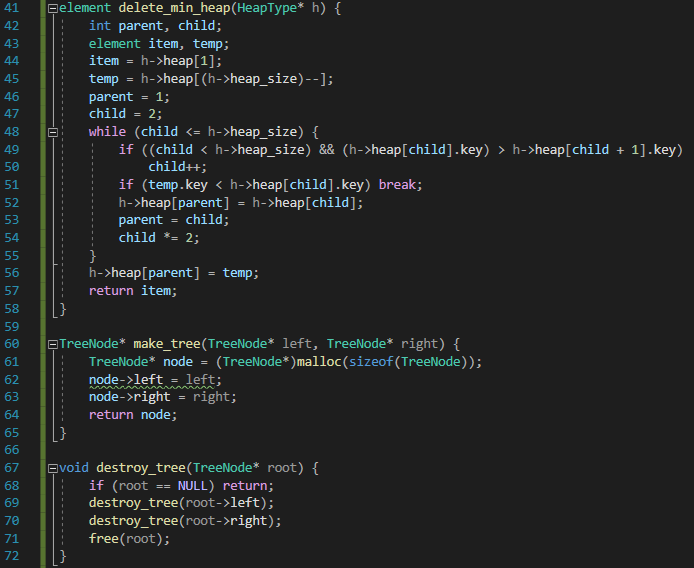 41 element delete_min_heap(HeapType* h) {
42     int parent, child;
43     element item, temp;
44     item = h->heap[1];
45     temp = h->heap[(h->heap_size)--];
46     parent = 1;
47     child = 2;
48     while (child <= h->heap_size) {
49         if ((child < h->heap_size) && (h->heap[child].key) > h->heap[child + 1].key)
50             child++;
51         if (temp.key < h->heap[child].key) break;
52         h->heap[parent] = h->heap[child];
53         parent = child;
54         child *= 2;
55     }
56     h->heap[parent] = temp;
57     return item;
58 }
59
60 TreeNode* make_tree(TreeNode* left, TreeNode* right) {
61     TreeNode* node = (TreeNode*)malloc(sizeof(TreeNode));
62     node->left = left;
63     node->right = right;
64     return node;
65 }
66
67 void destroy_tree(TreeNode* root) {
68     if (root == NULL) return;
69     destroy_tree(root->left);
70     destroy_tree(root->right);
71     free(root);
72 }